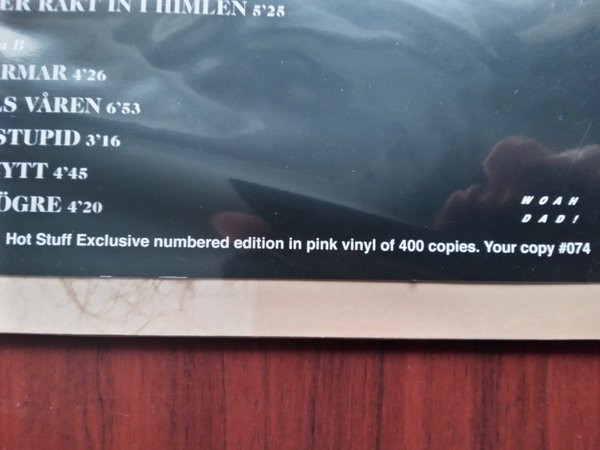 ER RAKT IN I HIMLEN 5’25
B
RMAR 4’26
LS VÅREN 6’53
STUPID 3’16
YTT 4’45
ÖGRE 4’20
WOAH
DAD!
Hot Stuff Exclusive numbered edition in pink vinyl of 400 copies. Your copy #074